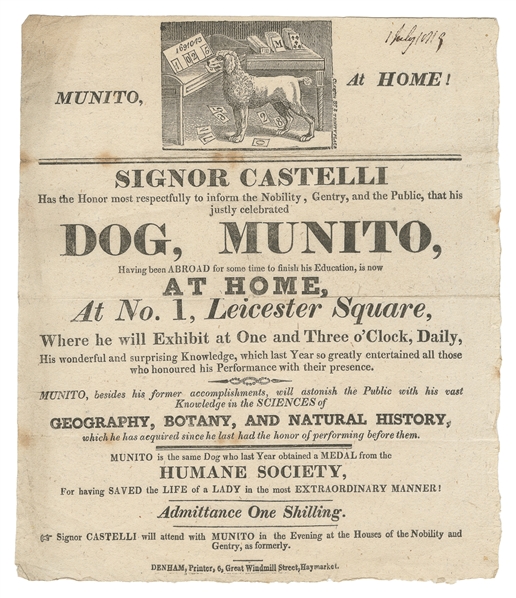 1 July 1818
MUNITO,
At HOME!
SIGNOR CASTELLI
Has the Honor most respectfully to inform the Nobility, Gentry, and the Public, that his
justly celebrated
DOG, MUNITO,
Having been ABROAD for some time to finish his Education, is now
AT HOME,
At No. 1, Leicester Square,
Where he will Exhibit at One and Three o'Clock, Daily,
His wonderful and surprising Knowledge, which last Year so greatly entertained all those
who honoured his Performance with their presence.
MUNITO, besides his former accomplishments, will astonish the Public with his vast
Knowledge in the SCIENCES of
GEOGRAPHY, BOTANY, AND NATURAL HISTORY,
which he has acquired since he last had the honor of performing before them.
MUNITO is the same Dog who last Year obtained a MEDAL from the
HUMANE SOCIETY,
For having SAVED the LIFE of a LADY in the most EXTRAORDINARY MANNER!
Admittance One Shilling.
☞ Signor CASTELLI will attend with MUNITO in the Evening at the Houses of the Nobility and
Gentry, as formerly.
DENHAM, Printer, 6, Great Windmill Street, Haymarket.